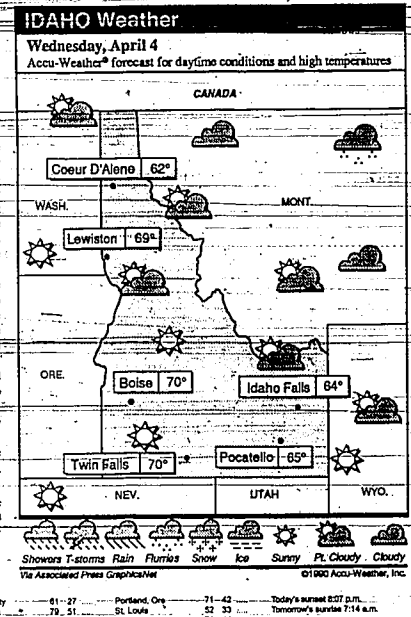 IDAHO Weather
Wednesday, April 4
Accu-Weather® forecast for daytime conditions and high temperatures
CANADA
Coeur D'Alene 62°
WASH.
MONT.
Lewiston 69°
ORE.
Boise 70°
Idaho Falls 64°
Twin Falls 70°
Pocatello 65°
NEV.
UTAH
WYO.
Showers T-storms Rain Flurries Snow Ice Sunny Pt. Cloudy Cloudy
Via Associated Press GraphicsNet
©1990 Accu-Weather, Inc.
61 27 Portland, Ore 71 42 Today's sunset 8:07 p.m.
79 51 St. Louis 52 33 Tomorrow's sunrise 7:14 a.m.